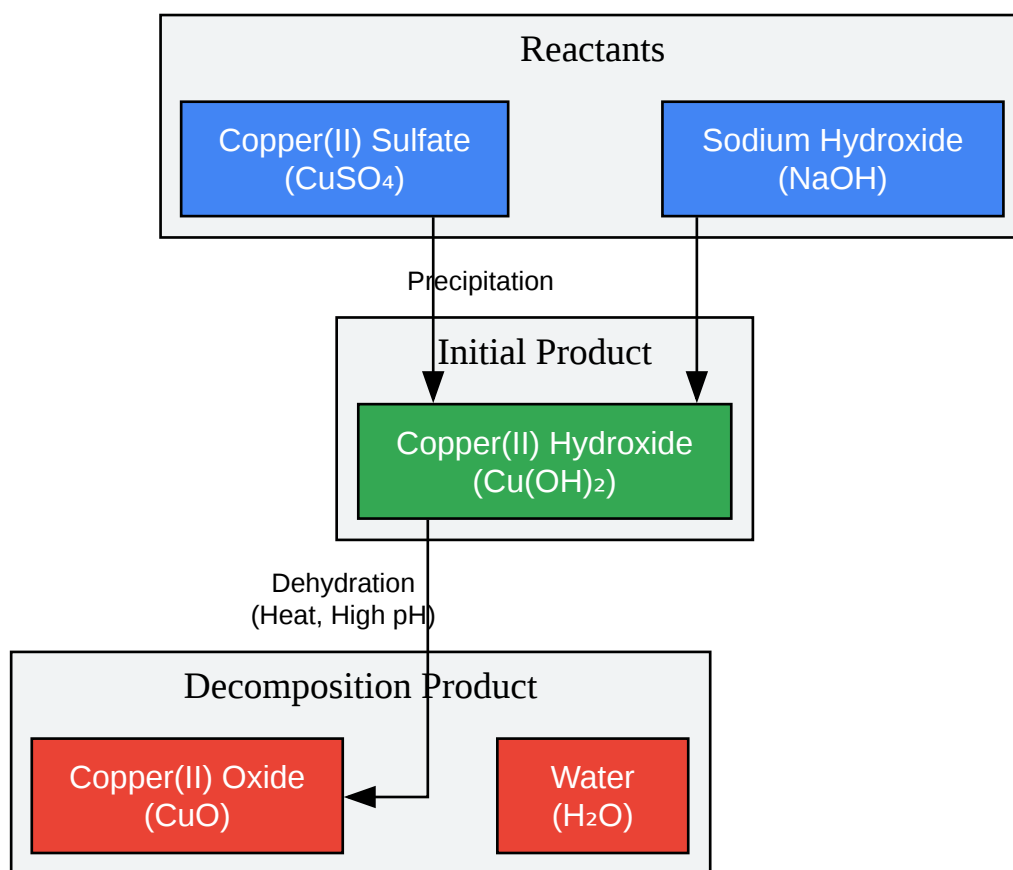 Reactants
Copper(II) Sulfate
(CuSO₄)
Sodium Hydroxide
(NaOH)
Precipitation
Initial Product
Copper(II) Hydroxide
(Cu(OH)₂)
Dehydration
(Heat, High pH)
Decomposition Product
Copper(II) Oxide
(CuO)
Water
(H₂O)